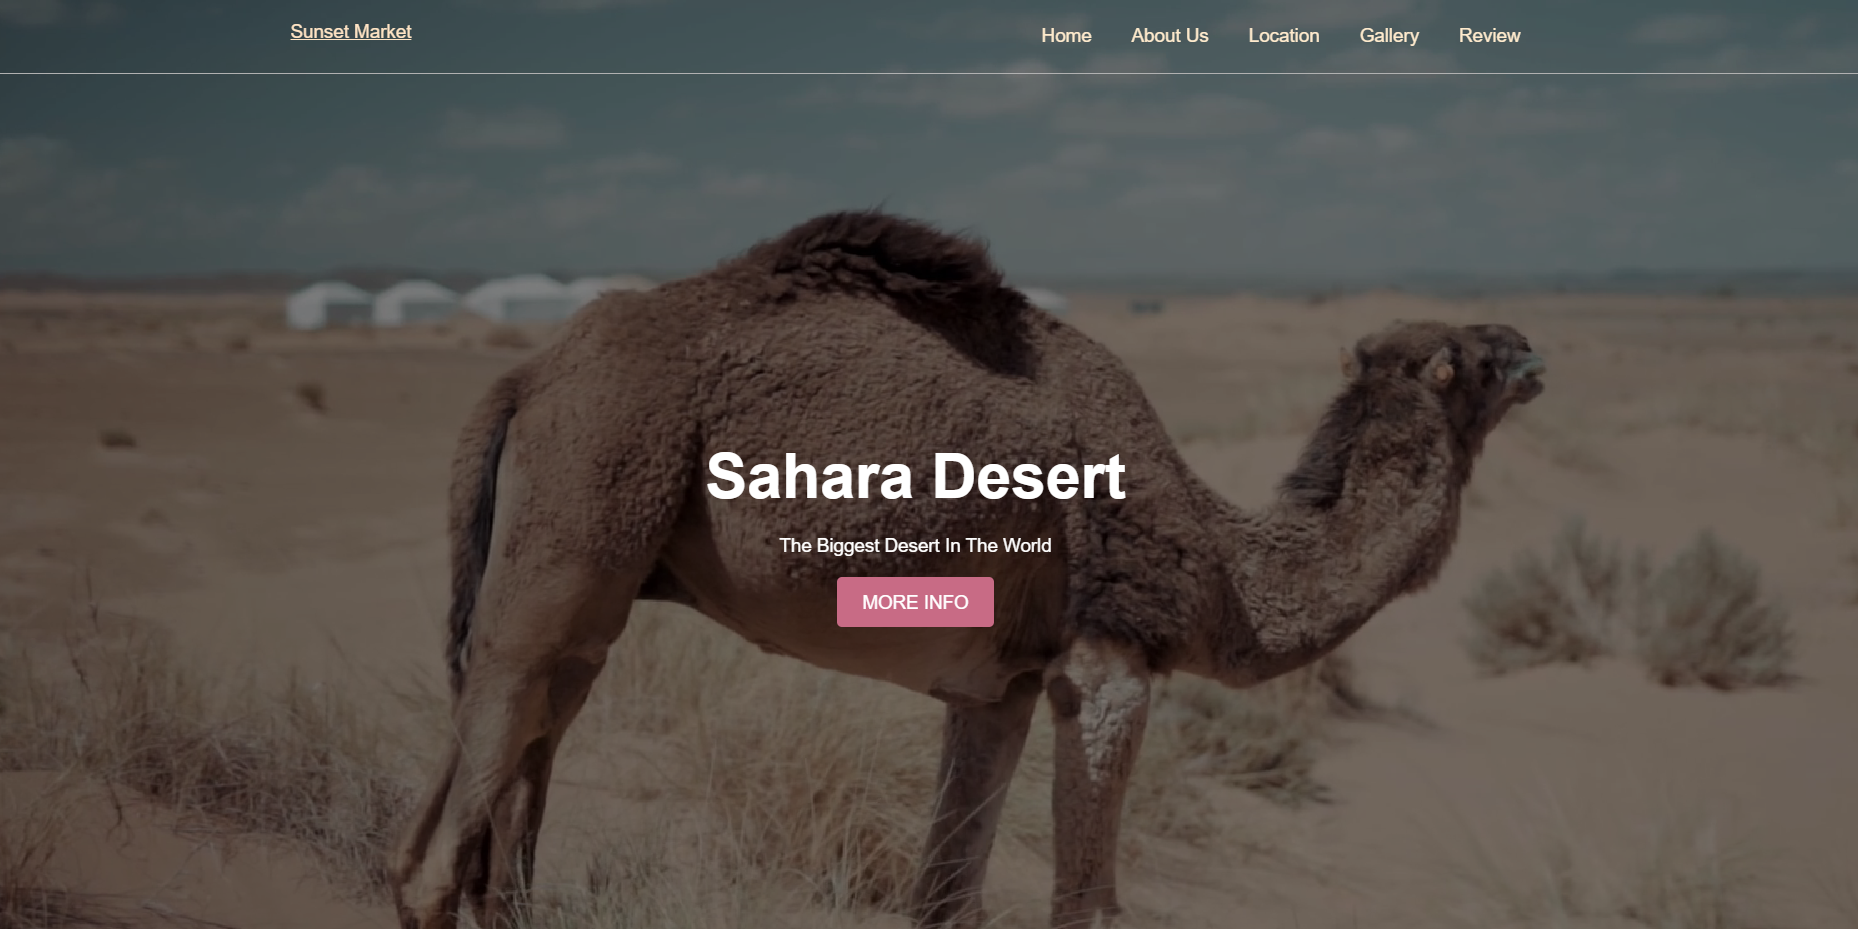 Sunset Market
Home
About Us
Location
Gallery
Review
Sahara Desert
The Biggest Desert In The World
MORE INFO